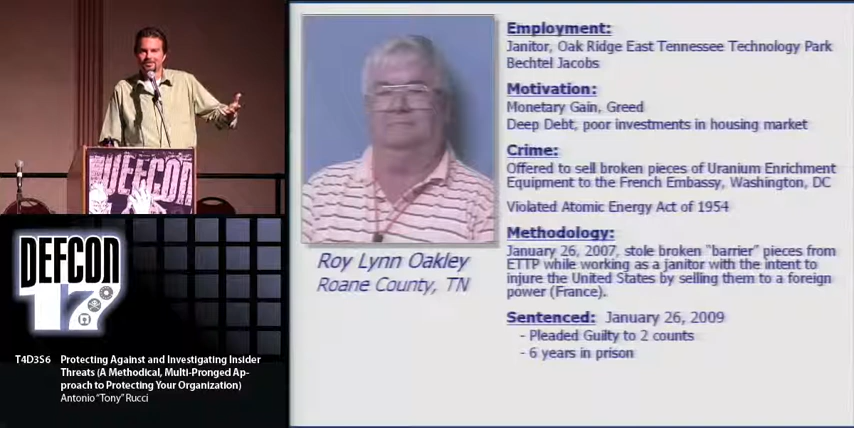 DEFCON
DEFCON
17
T4D3S6 Protecting Against and Investigating Insider
Threats (A Methodical, Multi-Pronged Ap-
proach to Protecting Your Organization)
Antonio "Tony" Rucci
Roy Lynn Oakley
Roane County, TN
Employment:
Janitor, Oak Ridge East Tennessee Technology Park
Bechtel Jacobs
Motivation:
Monetary Gain, Greed
Deep Debt, poor investments in housing market
Crime:
Offered to sell broken pieces of Uranium Enrichment
Equipment to the French Embassy, Washington, DC
Violated Atomic Energy Act of 1954
Methodology:
January 26, 2007, stole broken "barrier" pieces from
ETTP while working as a janitor with the intent to
injure the United States by selling them to a foreign
power (France).
Sentenced: January 26, 2009
- Pleaded Guilty to 2 counts
- 6 years in prison